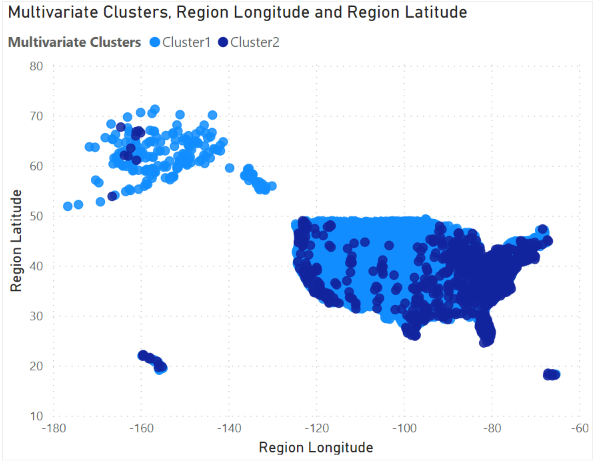 Multivariate Clusters, Region Longitude and Region Latitude
Multivariate Clusters Cluster1 Cluster2
80
70
60
50
40
30
20
10
Region Latitude
-180 -160 -140 -120 -100 -80 -60
Region Longitude